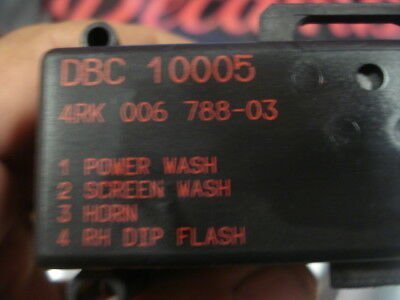 DBC 10005
4RK 006 788-03
1 POWER WASH
2 SCREEN WASH
3 HORN
4 RH DIP FLASH